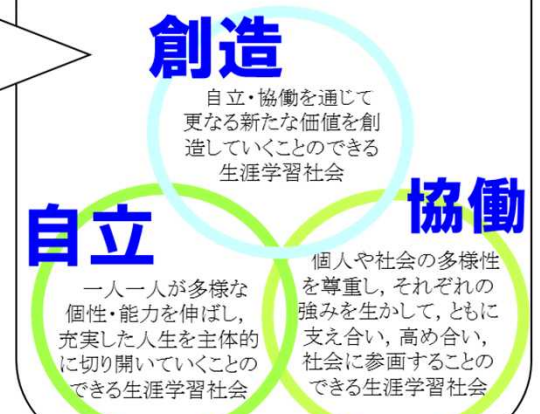 創造
自立・協働を通じて
更なる新たな価値を創
造していくことのできる
生涯学習社会
自立
一人一人が多様な
個性・能力を伸ばし，
充実した人生を主体的
に切り開いていくことの
できる生涯学習社会
協働
個人や社会の多様性
を尊重し，それぞれの
強みを生かして，ともに
支え合い，高め合い，
社会に参画することの
できる生涯学習社会